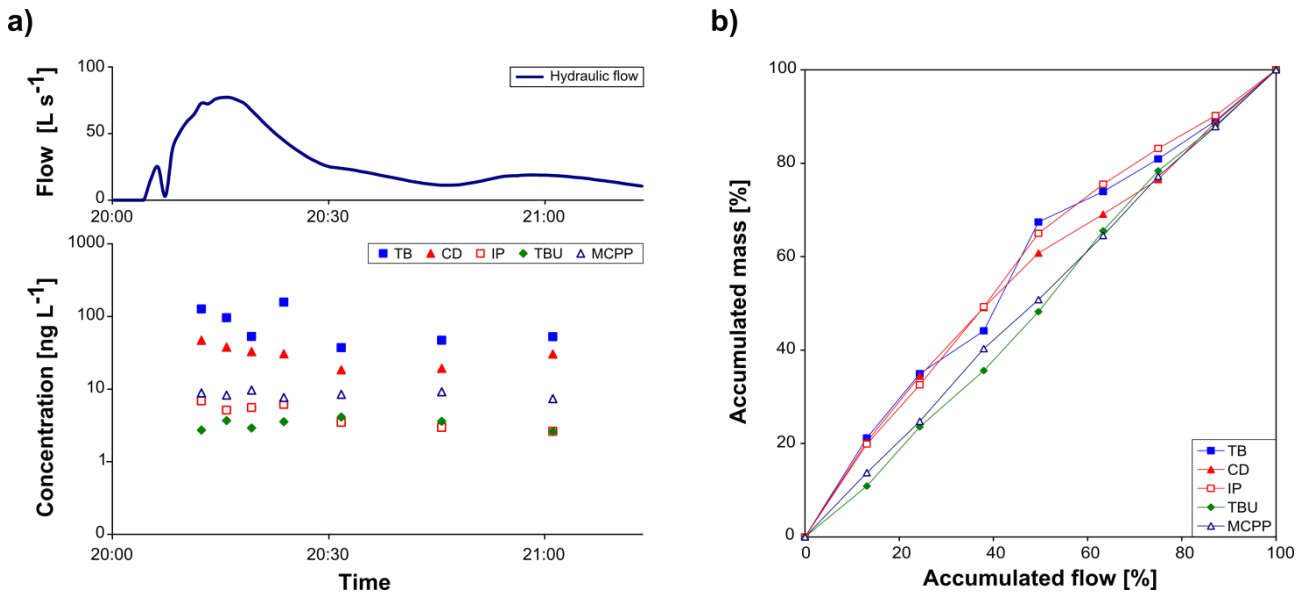 a)
100
50
0
Flow [L s⁻¹]
Hydraulic flow
20:00 20:30 21:00
1000
100
10
1
0
Concentration [ng L⁻¹]
TB CD IP TBU MCPP
20:00 20:30 21:00
Time
b)
100
80
60
40
20
0
Accumulated mass [%]
TB
CD
IP
TBU
MCPP
0 20 40 60 80 100
Accumulated flow [%]